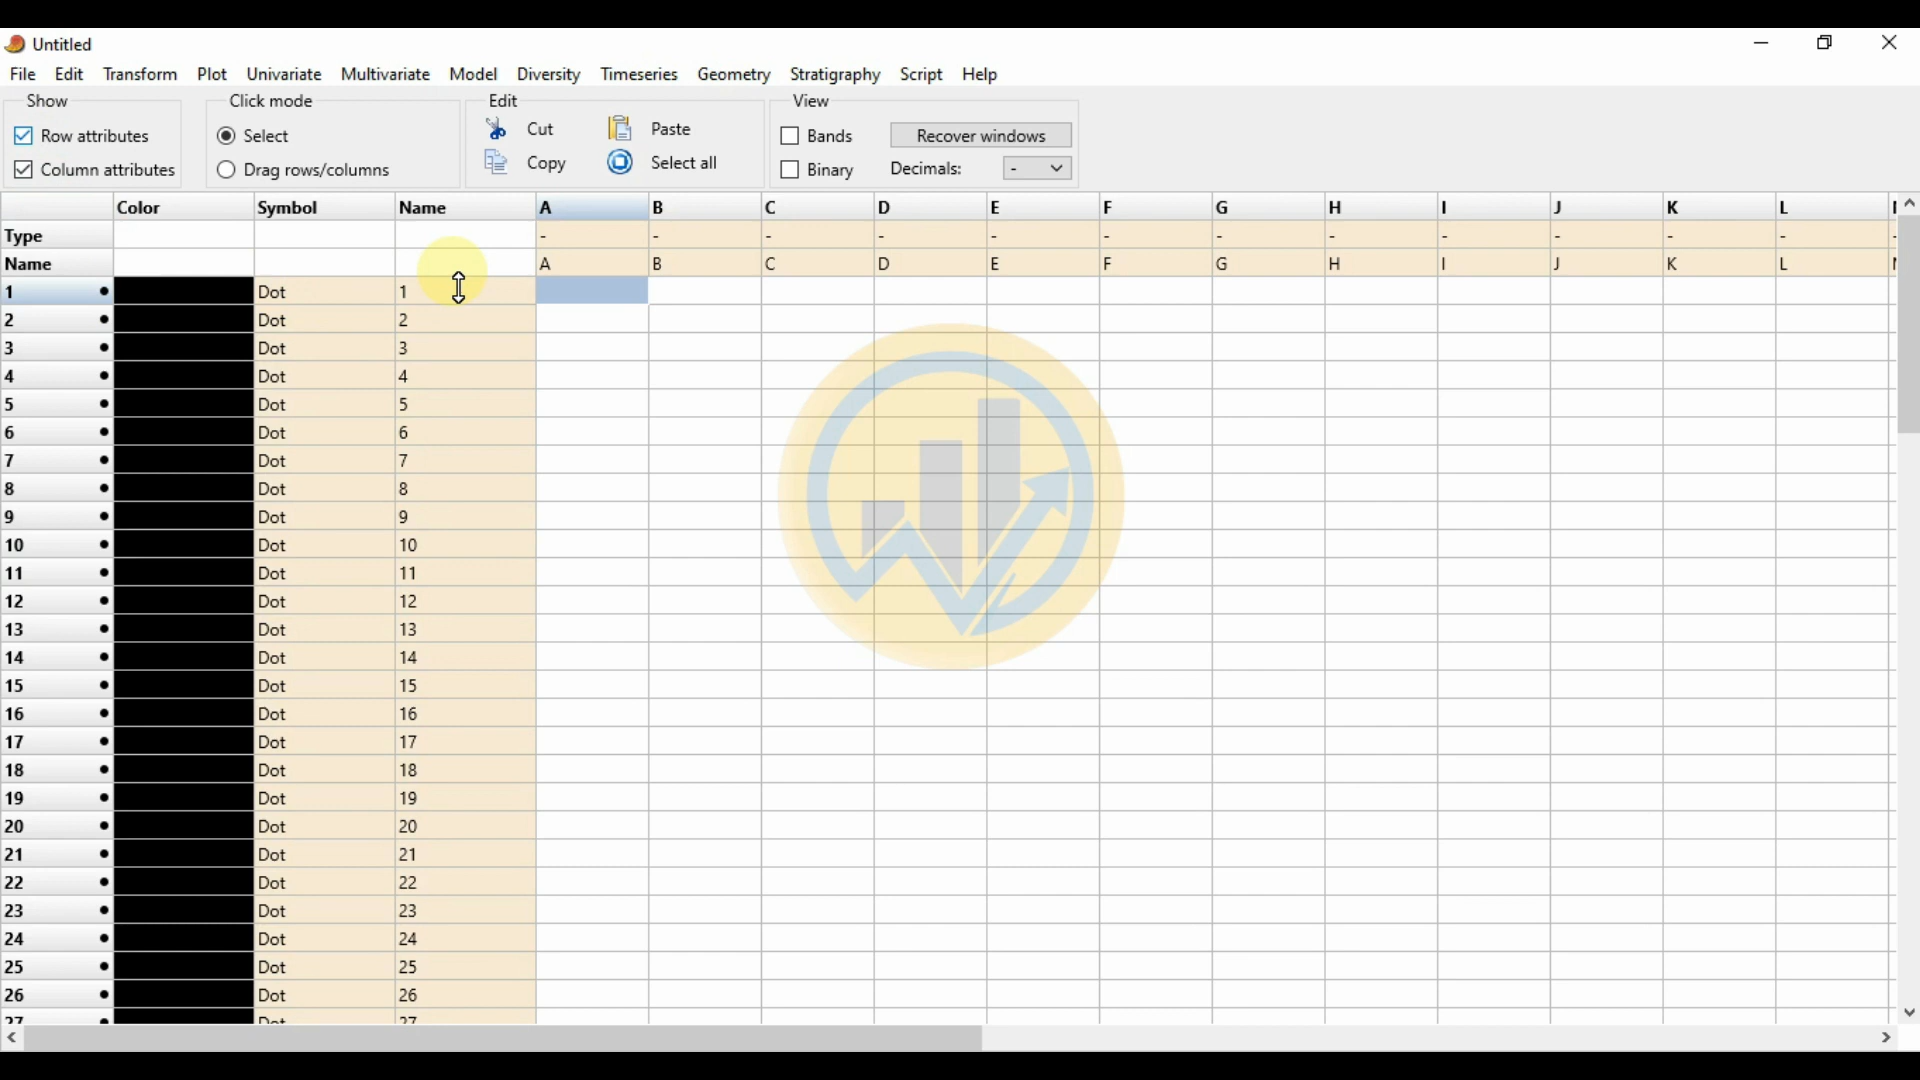 Untitled
File Edit Transform Plot Univariate Multivariate Model Diversity Timeseries Geometry Stratigraphy Script Help
Show Click mode Edit View
Row attributes Select Cut Paste Bands Recover windows
Column attributes Drag rows/columns Copy Select all Binary Decimals: -
Color Symbol Name A B C D E F G H I J K L
Type - - - - - - - - - - - - -
Name A B C D E F G H I J K L
1 • Dot 1
2 • Dot 2
3 • Dot 3
4 • Dot 4
5 • Dot 5
6 • Dot 6
7 • Dot 7
8 • Dot 8
9 • Dot 9
10 • Dot 10
11 • Dot 11
12 • Dot 12
13 • Dot 13
14 • Dot 14
15 • Dot 15
16 • Dot 16
17 • Dot 17
18 • Dot 18
19 • Dot 19
20 • Dot 20
21 • Dot 21
22 • Dot 22
23 • Dot 23
24 • Dot 24
25 • Dot 25
26 • Dot 26
27 • Dot 27